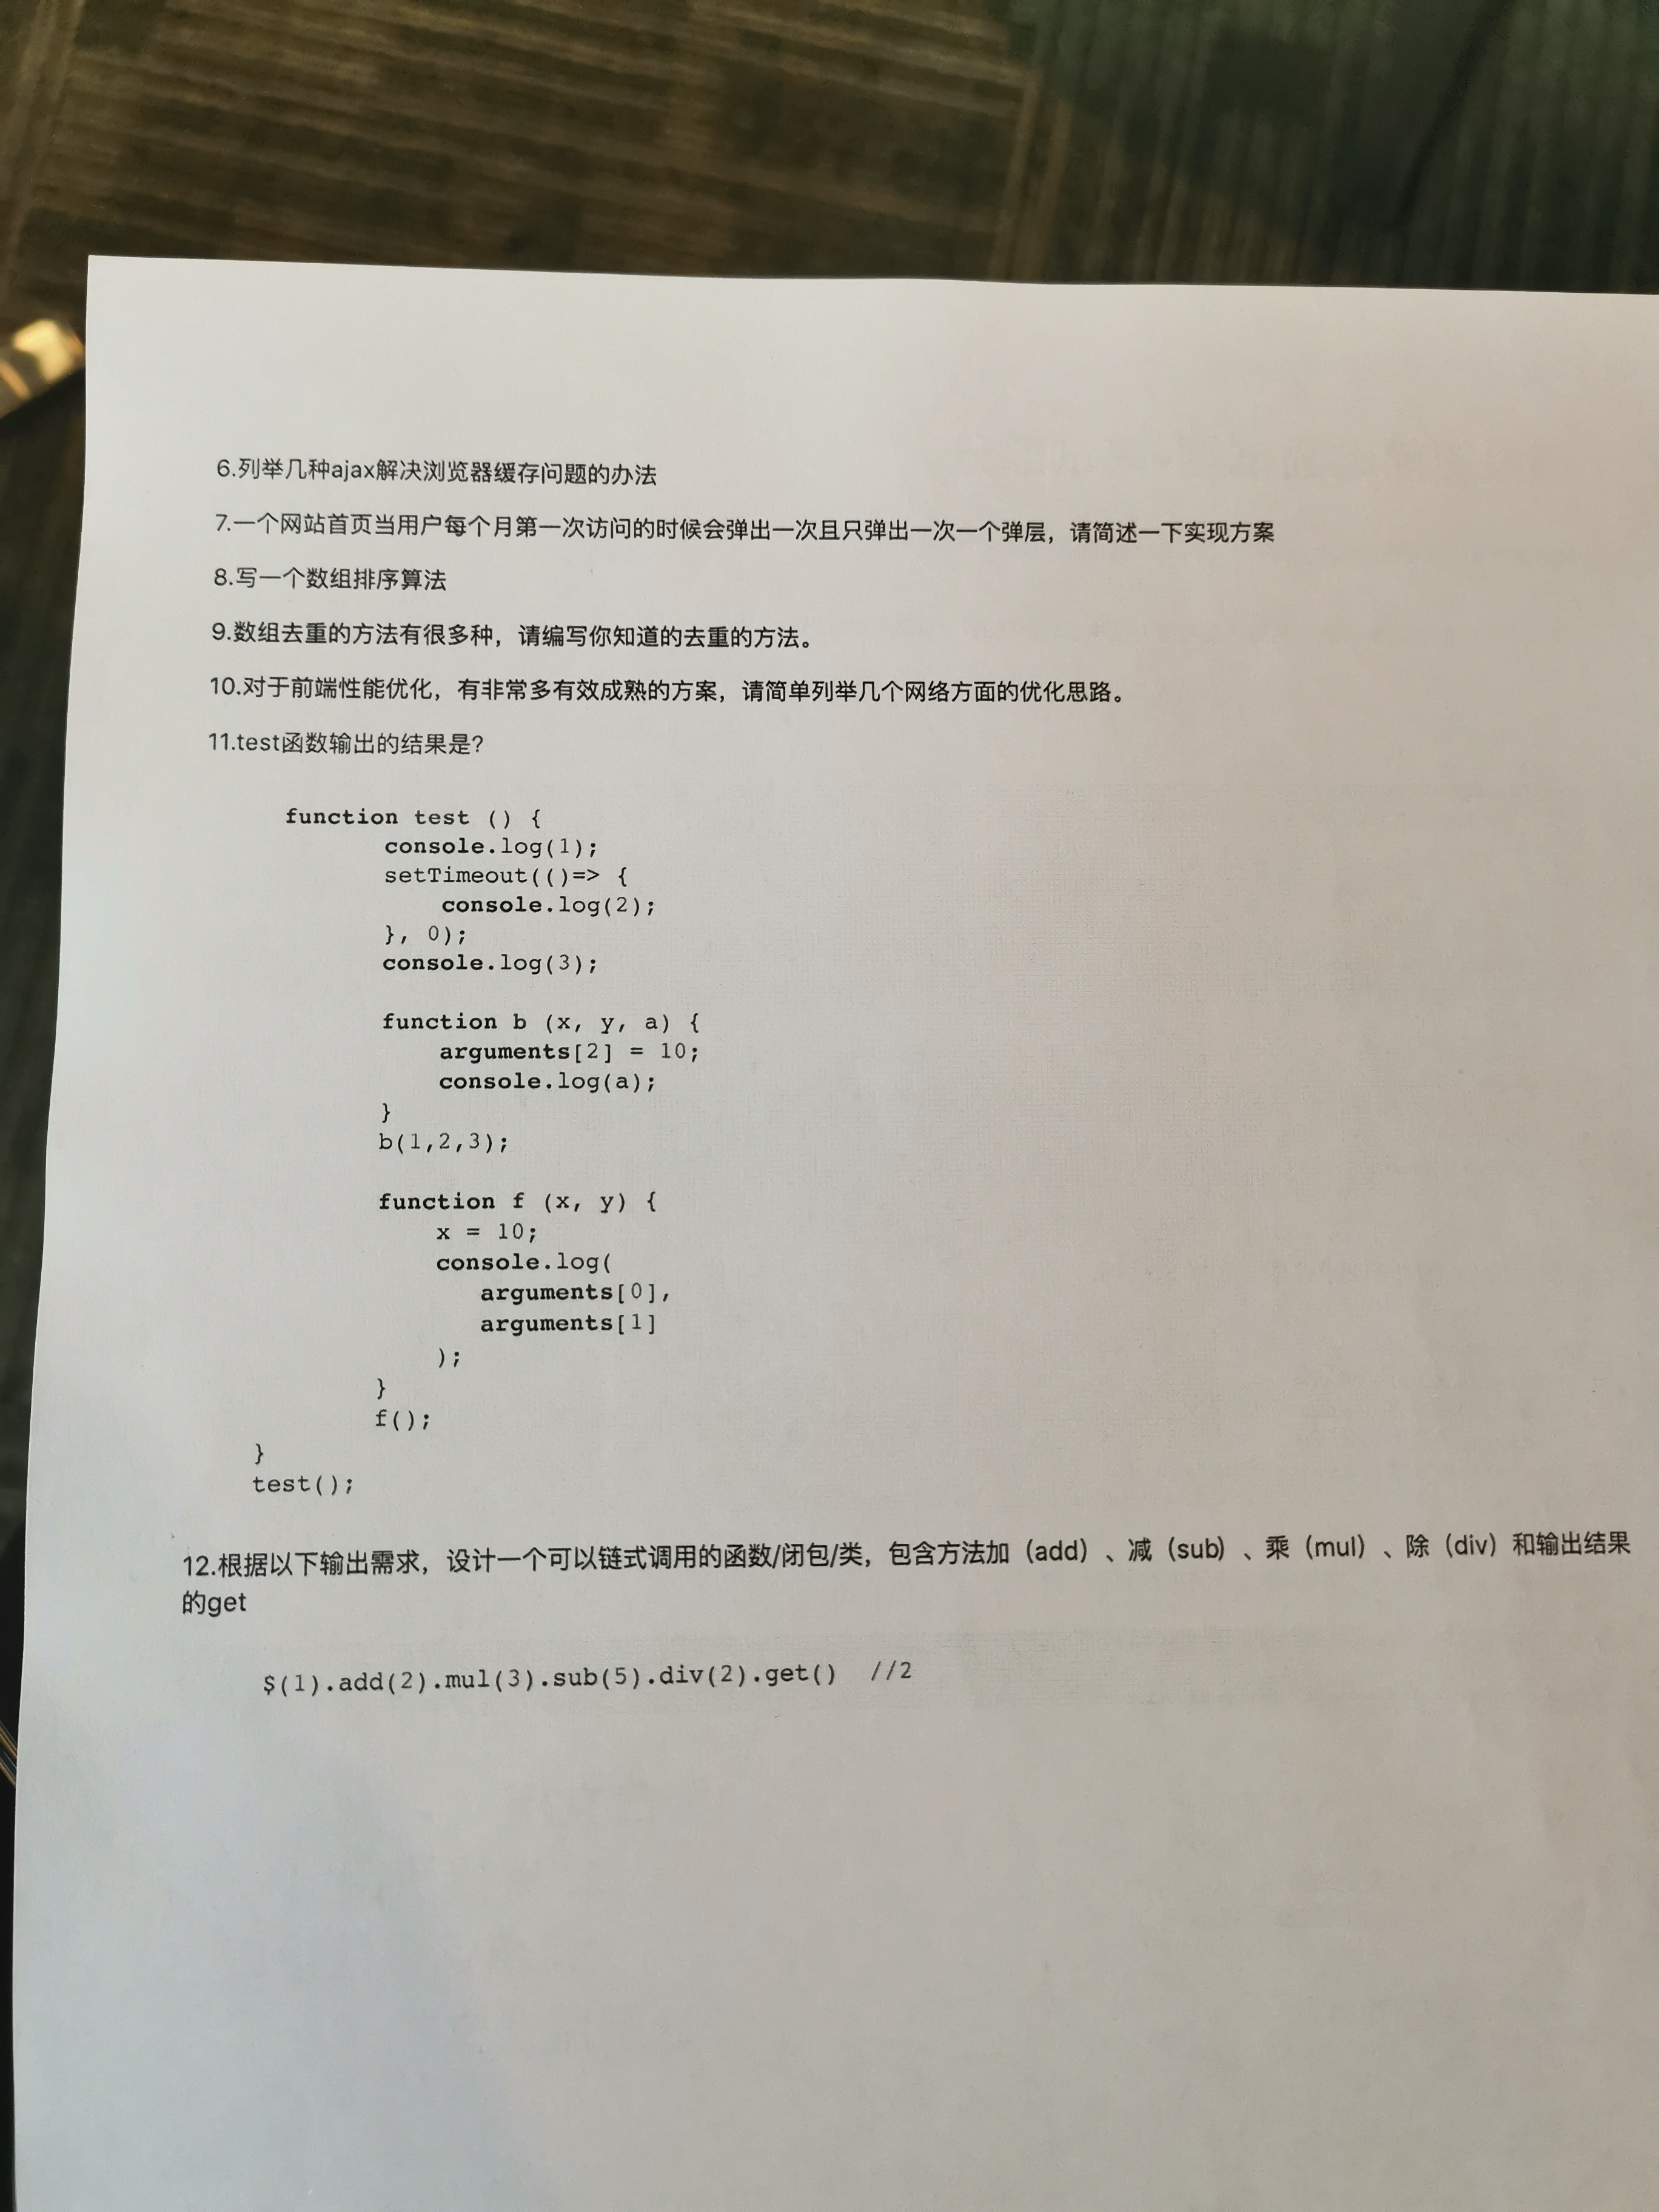 6.列举几种ajax解决浏览器缓存问题的办法
7.一个网站首页当用户每个月第一次访问的时候会弹出一次且只弹出一次一个弹层，请简述一下实现方案
8.写一个数组排序算法
9.数组去重的方法有很多种，请编写你知道的去重的方法。
10.对于前端性能优化，有非常多有效成熟的方案，请简单列举几个网络方面的优化思路。
11.test函数输出的结果是?
function test () {
console.log(1);
setTimeout(()=> {
console.log(2);
}, 0);
console.log(3);
function b (x, y, a) {
arguments[2] = 10;
console.log(a);
}
b(1,2,3);
function f (x, y) {
x = 10;
console.log(
arguments[0],
arguments[1]
);
}
f();
}
test();
12.根据以下输出需求，设计一个可以链式调用的函数/闭包/类，包含方法加（add）、减（sub）、乘（mul）、除（div）和输出结果
的get
$(1).add(2).mul(3).sub(5).div(2).get()  //2